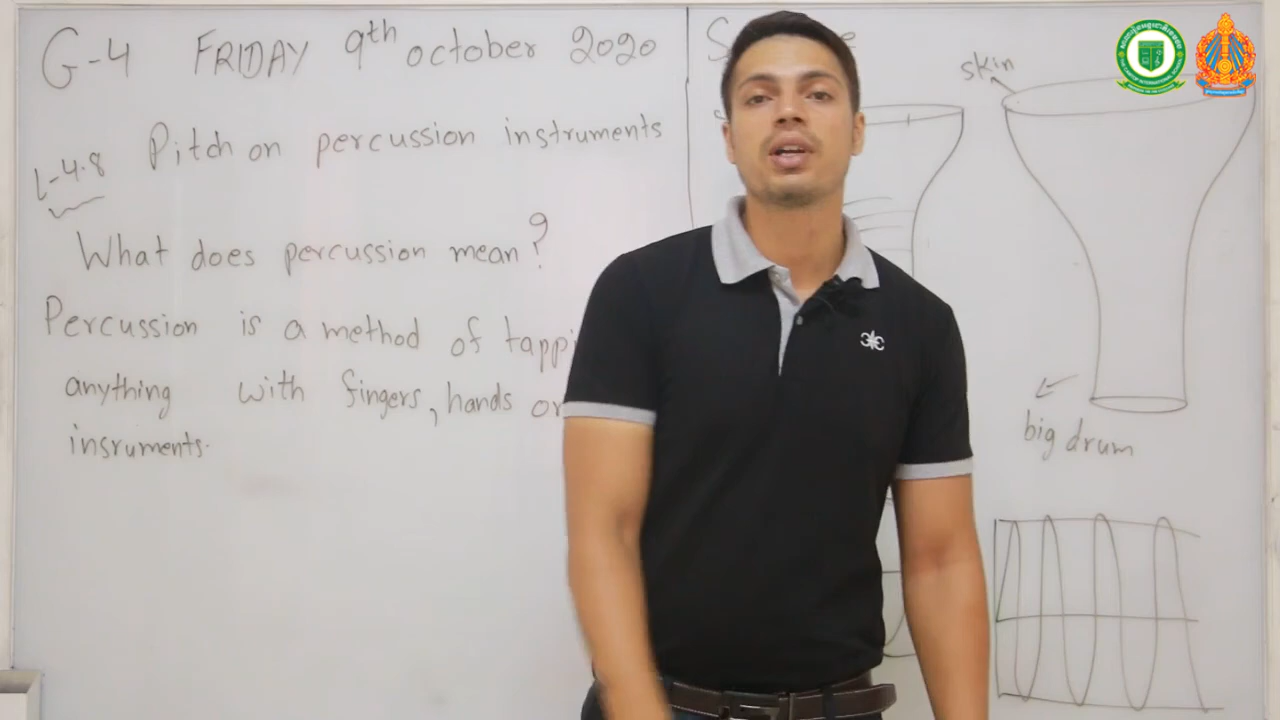 G-4 FRIDAY 9th october 2020
L-4.8 Pitch on percussion instruments
What does percussion mean?
Percussion is a method of tappi
anything with fingers, hands or
insruments.
skin
big drum